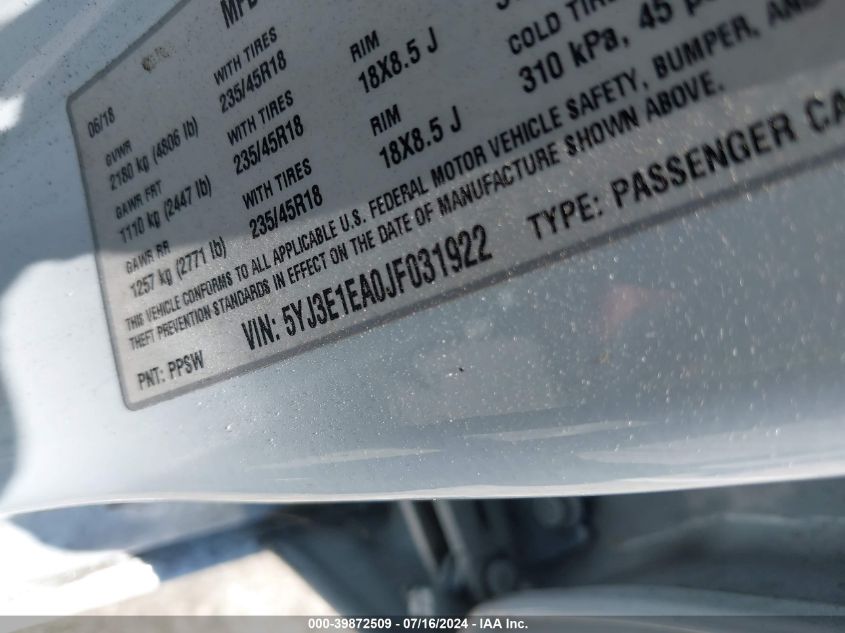 MFD
06/18
GVWR
2180 kg (4806 lb)
GAWR FRT
1110 kg (2447 lb)
GAWR RR
1257 kg (2771 lb)
WITH TIRES
235/45R18
WITH TIRES
235/45R18
WITH TIRES
235/45R18
RIM
18X8.5 J
RIM
18X8.5 J
COLD TIRE
310 kPa, 45
THIS VEHICLE CONFORMS TO ALL APPLICABLE U.S. FEDERAL MOTOR VEHICLE SAFETY, BUMPER, AND
THEFT PREVENTION STANDARDS IN EFFECT ON THE DATE OF MANUFACTURE SHOWN ABOVE.
VIN: 5YJ3E1EA0JF031922 TYPE: PASSENGER CA
PNT: PPSW
000-39872509 - 07/16/2024 - IAA Inc.